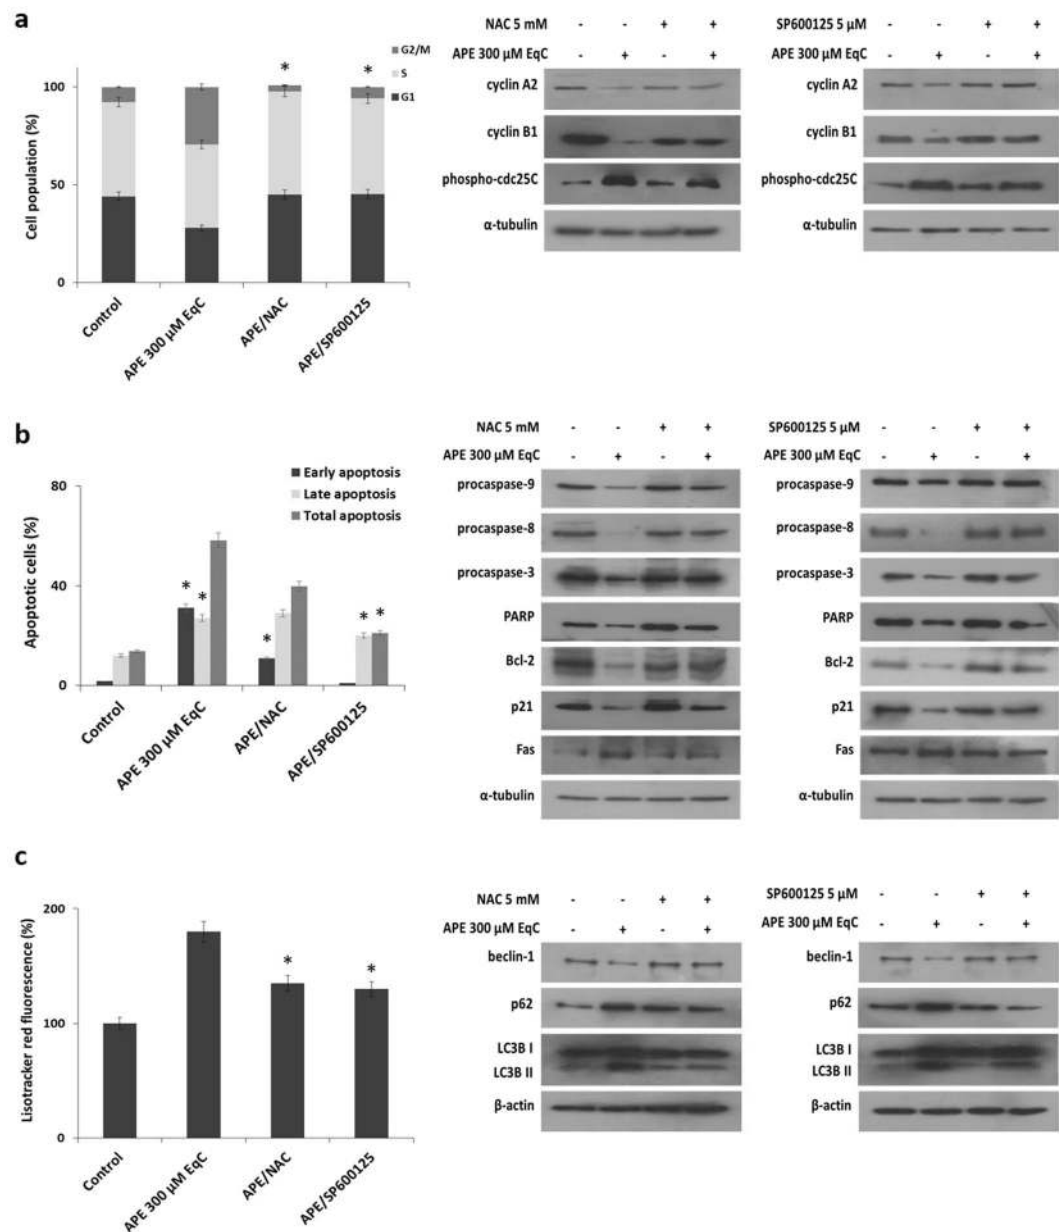 a
G2/M
S
G1
Cell population (%)
100
50
0
Control
APE 300 µM EqC
APE/NAC
APE/SP600125
* *
NAC 5 mM - - + +
APE 300 µM EqC - + - +
cyclin A2
cyclin B1
phospho-cdc25C
α-tubulin
SP600125 5 µM - - + +
APE 300 µM EqC - + - +
cyclin A2
cyclin B1
phospho-cdc25C
α-tubulin
b
Early apoptosis
Late apoptosis
Total apoptosis
Apoptotic cells (%)
80
40
0
* * * * *
Control
APE 300 µM EqC
APE/NAC
APE/SP600125
NAC 5 mM - - + +
APE 300 µM EqC - + - +
procaspase-9
procaspase-8
procaspase-3
PARP
Bcl-2
p21
Fas
α-tubulin
SP600125 5 µM - - + +
APE 300 µM EqC - + - +
procaspase-9
procaspase-8
procaspase-3
PARP
Bcl-2
p21
Fas
α-tubulin
c
Lisotracker red fluorescence (%)
200
100
0
* *
Control
APE 300 µM EqC
APE/NAC
APE/SP600125
NAC 5 mM - - + +
APE 300 µM EqC - + - +
beclin-1
p62
LC3B I
LC3B II
β-actin
SP600125 5 µM - - + +
APE 300 µM EqC - + - +
beclin-1
p62
LC3B I
LC3B II
β-actin